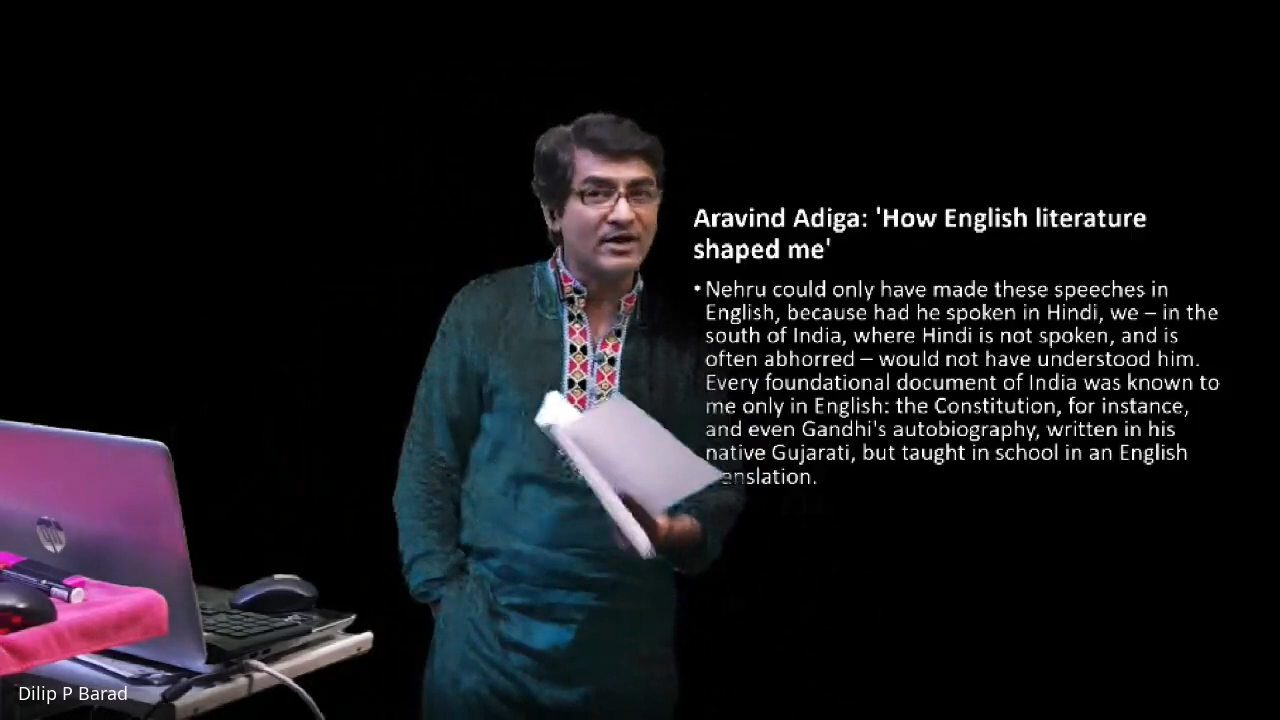 Aravind Adiga: 'How English literature
shaped me'
• Nehru could only have made these speeches in
English, because had he spoken in Hindi, we – in the
south of India, where Hindi is not spoken, and is
often abhorred – would not have understood him.
Every foundational document of India was known to
me only in English: the Constitution, for instance,
and even Gandhi's autobiography, written in his
native Gujarati, but taught in school in an English
enslation.
hp
Dilip P Barad